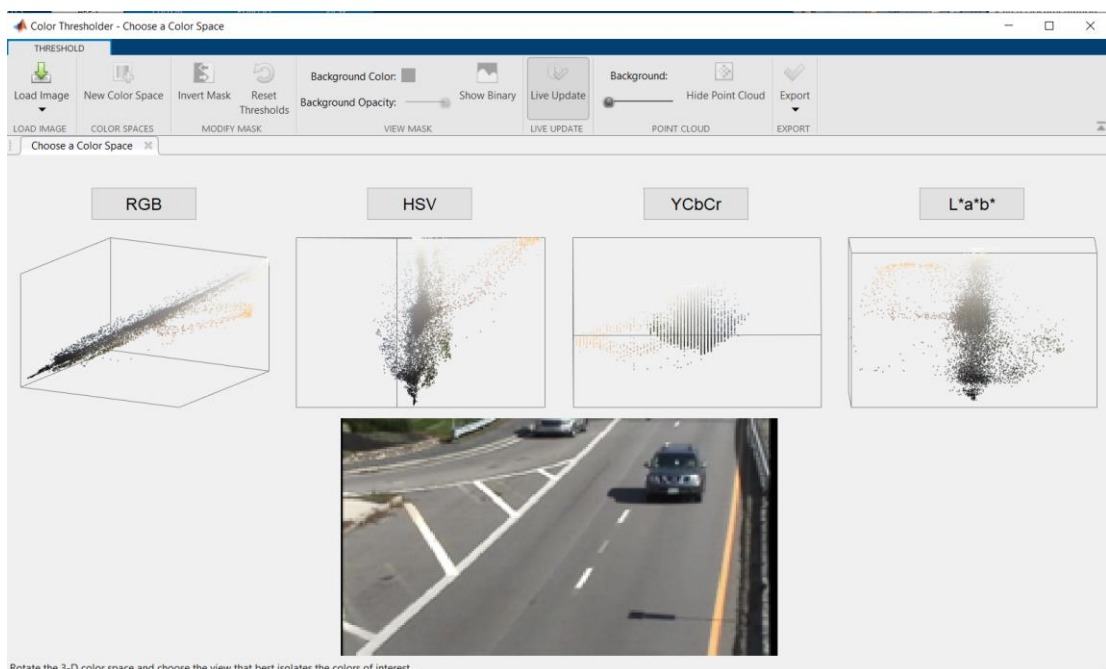 Color Thresholder - Choose a Color Space
THRESHOLD
Load Image
New Color Space
Invert Mask
Reset
Thresholds
Background Color:
Background Opacity:
Show Binary
Live Update
Background:
Hide Point Cloud
Export
LOAD IMAGE
COLOR SPACES
MODIFY MASK
VIEW MASK
LIVE UPDATE
POINT CLOUD
EXPORT
Choose a Color Space
RGB
HSV
YCbCr
L*a*b*
Rotate the 3-D color space and choose the view that best isolates the colors of interest